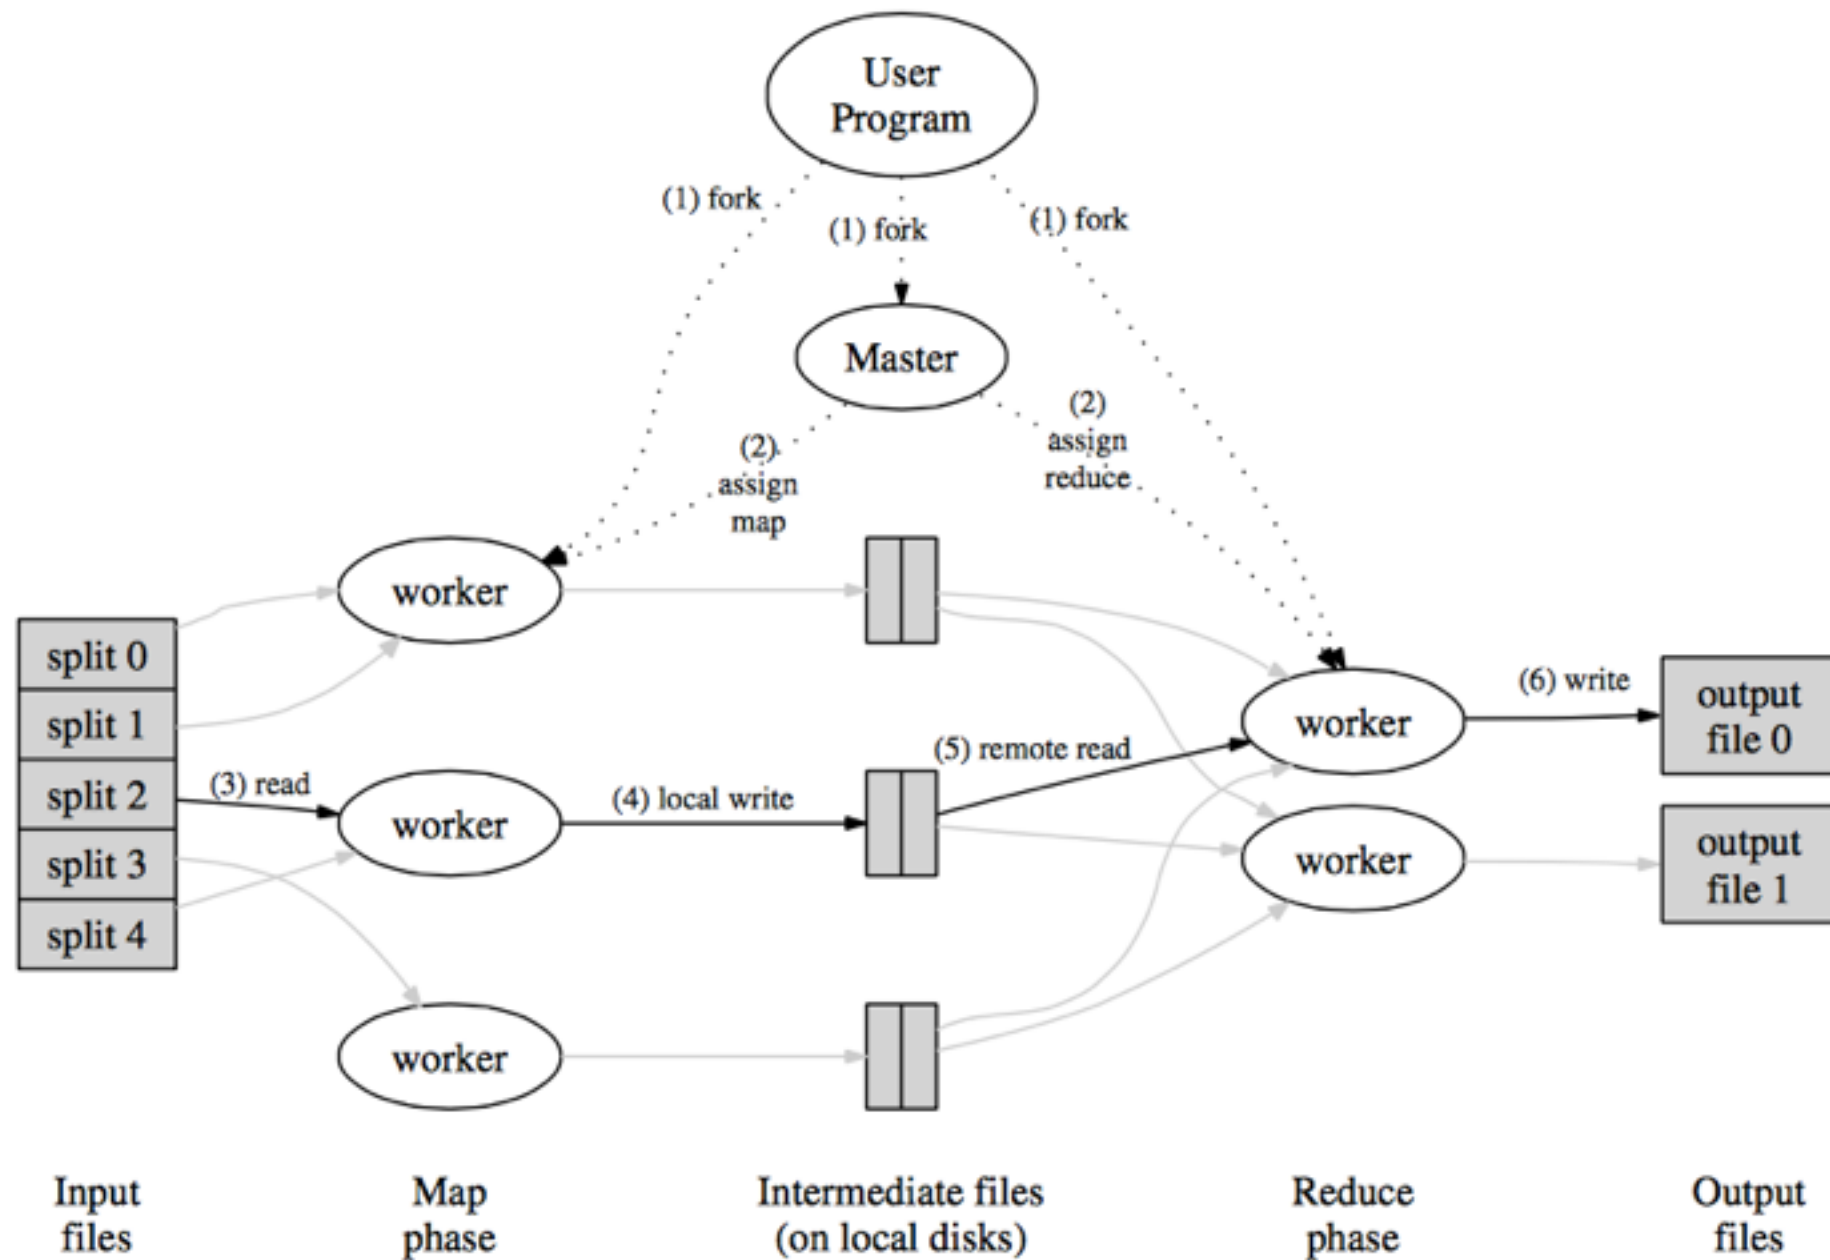 User
Program
(1) fork
(1) fork
(1) fork
Master
(2)
assign
map
(2)
assign
reduce
split 0
split 1
split 2
split 3
split 4
worker
worker
worker
(3) read
(4) local write
(5) remote read
worker
worker
(6) write
output
file 0
output
file 1
Input
files
Map
phase
Intermediate files
(on local disks)
Reduce
phase
Output
files